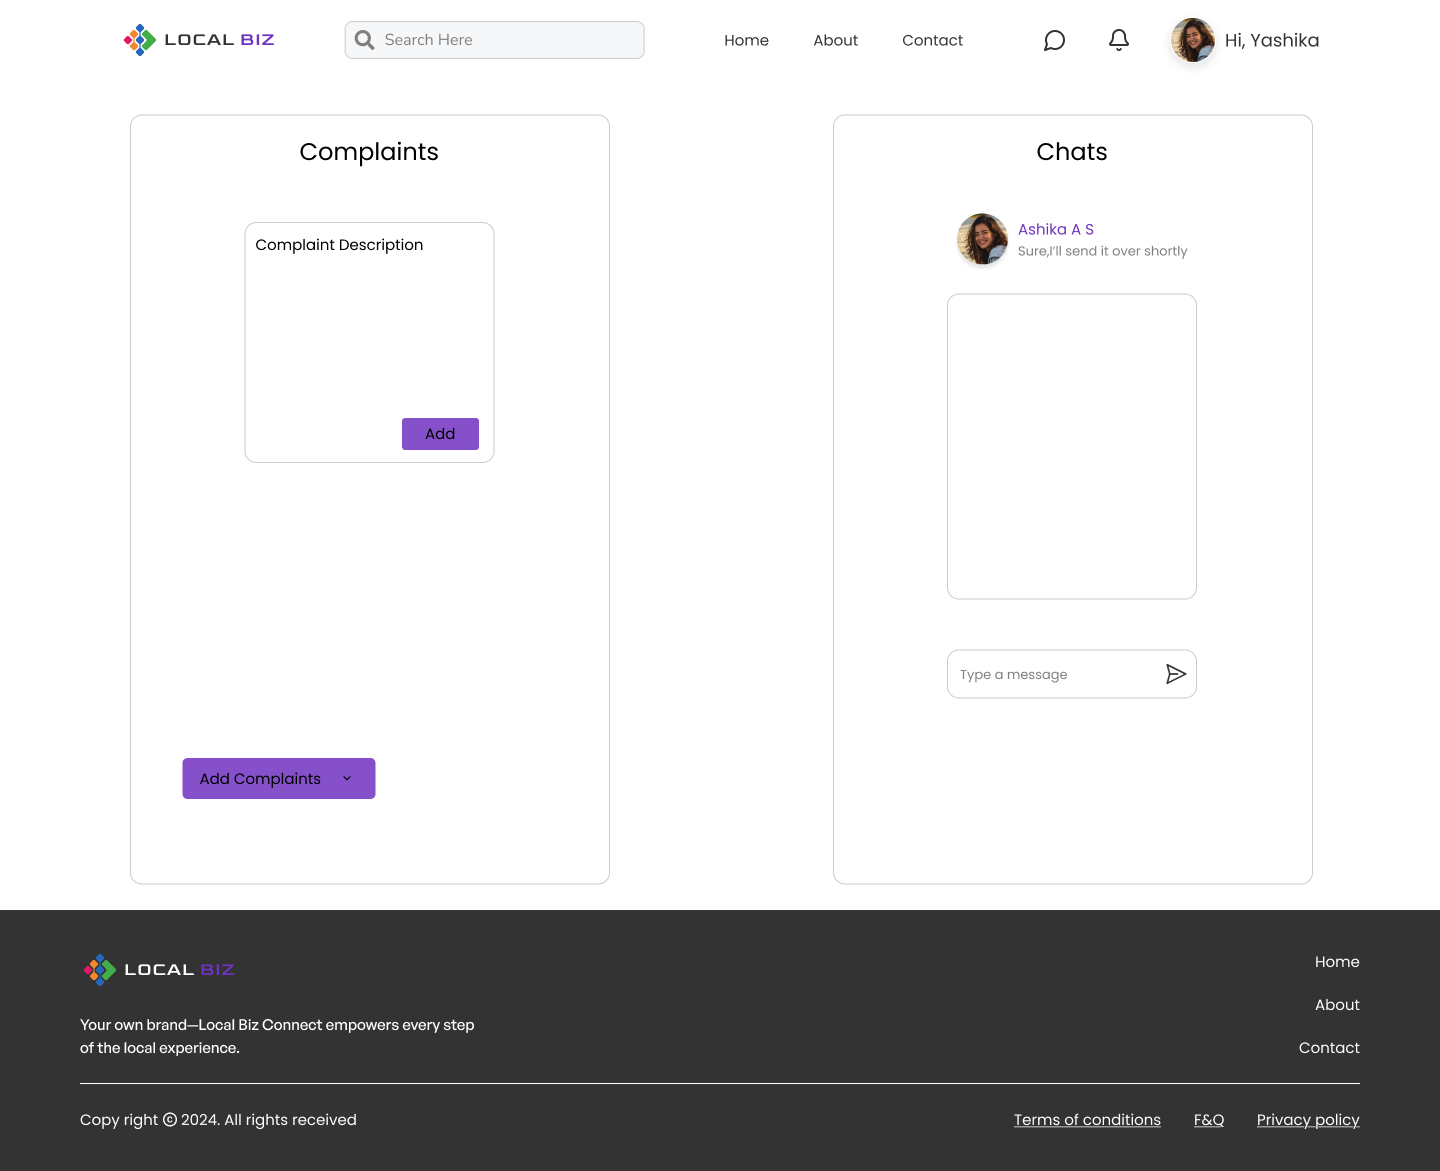 LOCAL BIZ
Search Here
Home
About
Contact
Hi, Yashika
Complaints
Complaint Description
Add
Add Complaints
Chats
Ashika A S
Sure,I'll send it over shortly
Type a message
LOCAL BIZ
Your own brand—Local Biz Connect empowers every step
of the local experience.
Home
About
Contact
Copy right © 2024. All rights received
Terms of conditions
F&Q
Privacy policy